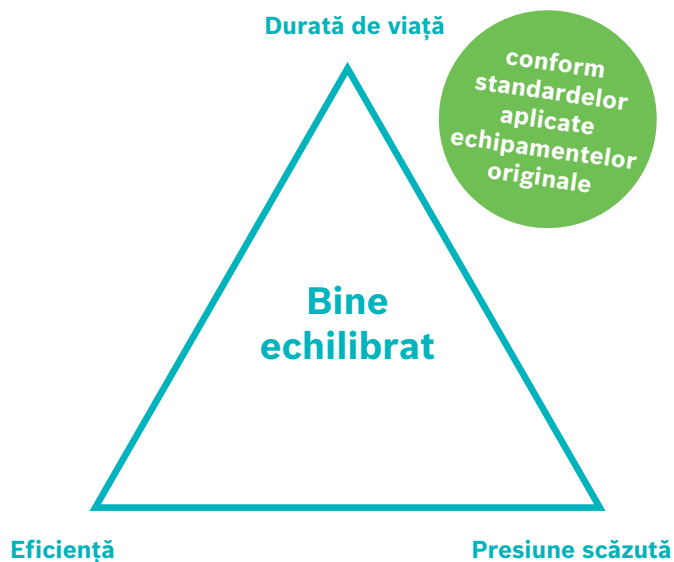 Durată de viață
conform
standardelor
aplicate
echipamentelor
originale
Bine
echilibrat
Eficiență
Presiune scăzută